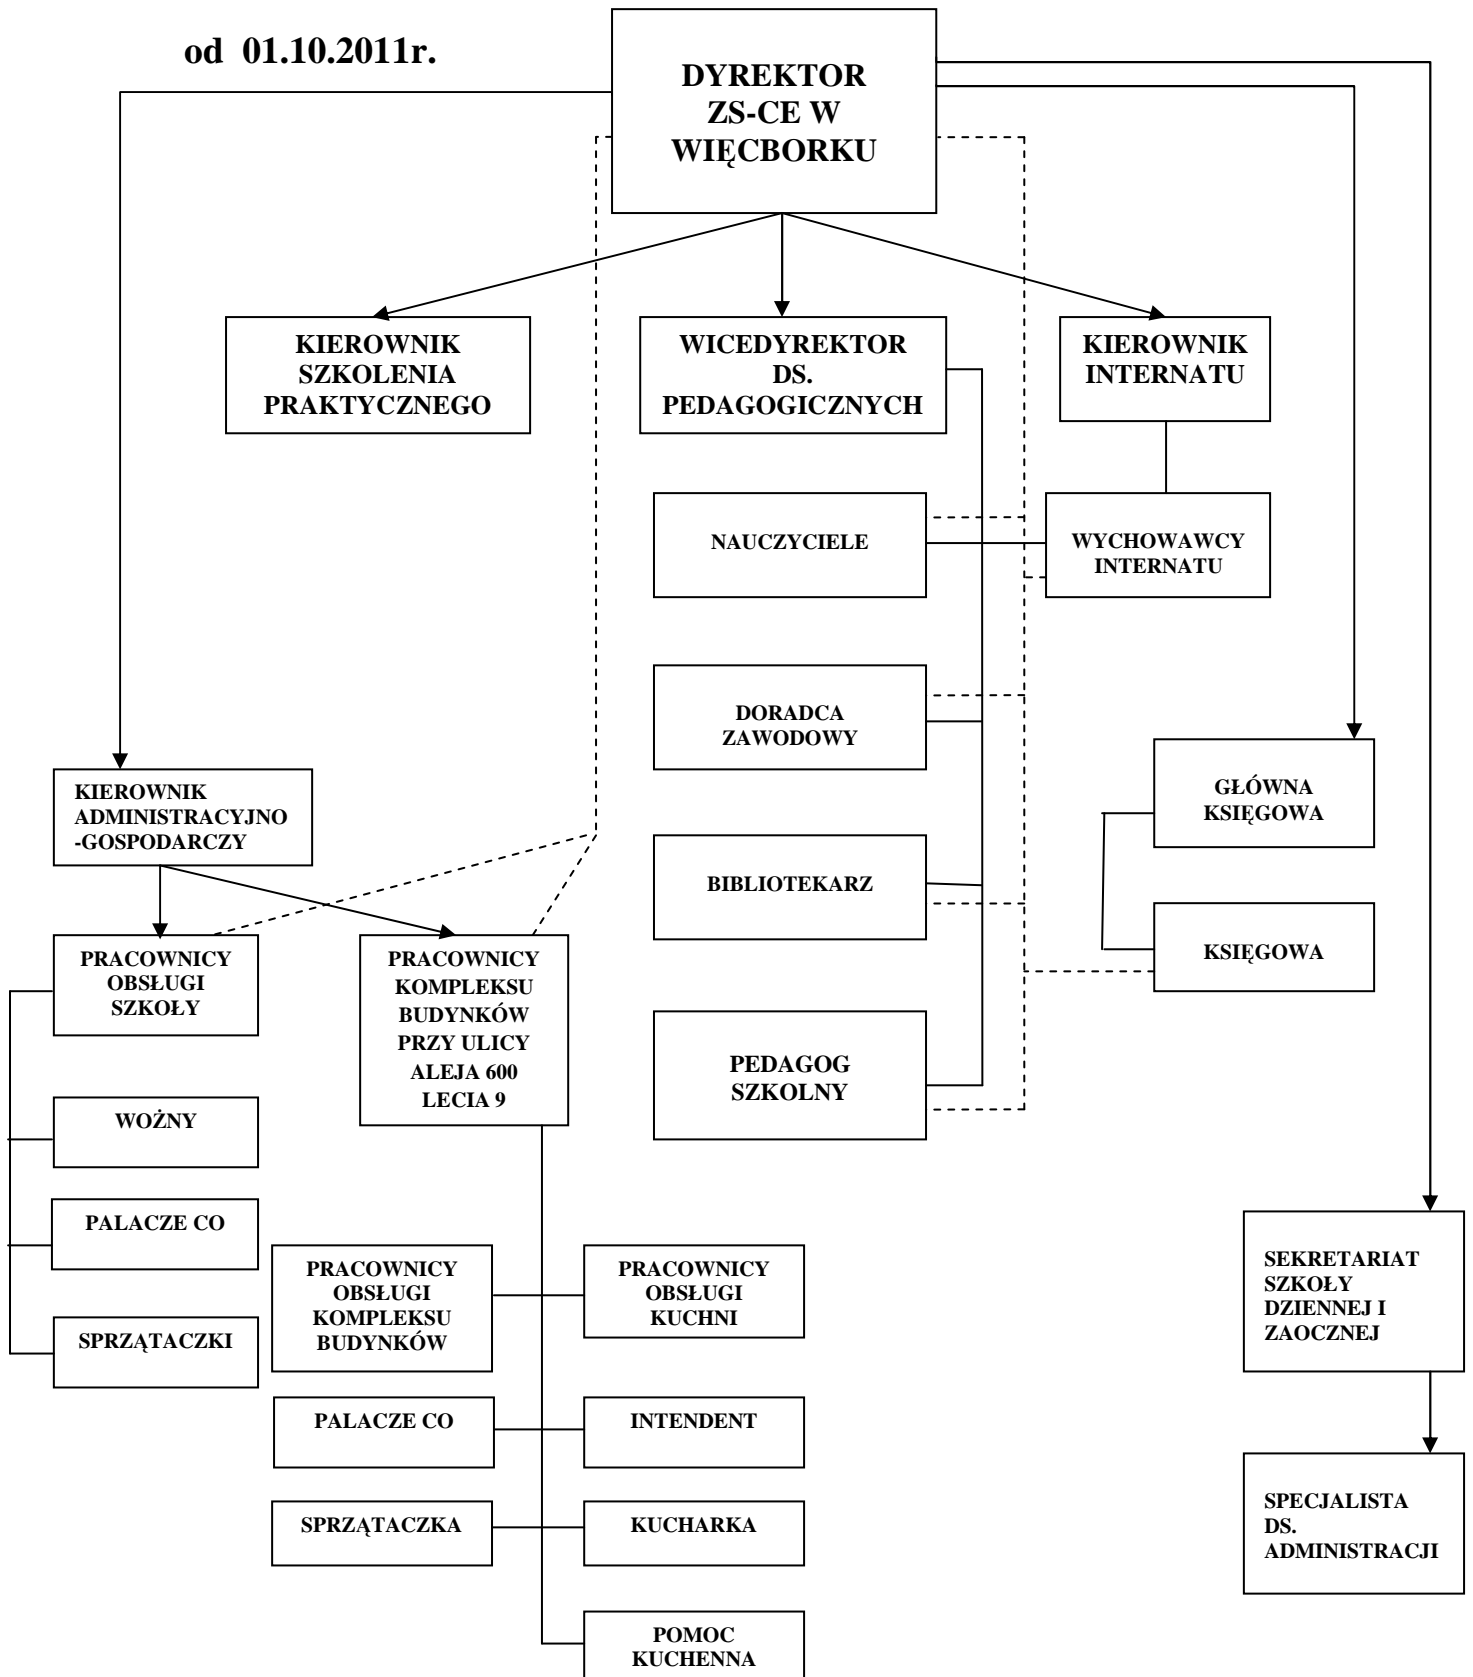 od 01.10.2011r.
DYREKTOR
ZS-CE W
WIĘCBORKU
KIEROWNIK
SZKOLENIA
PRAKTYCZNEGO
WICEDYREKTOR
DS.
PEDAGOGICZNYCH
KIEROWNIK
INTERNATU
NAUCZYCIELE
WYCHOWAWCY
INTERNATU
DORADCA
ZAWODOWY
KIEROWNIK
ADMINISTRACYJNO
-GOSPODARCZY
GŁÓWNA
KSIĘGOWA
BIBLIOTEKARZ
KSIĘGOWA
PRACOWNICY
OBSŁUGI
SZKOŁY
PRACOWNICY
KOMPLEKSU
BUDYNKÓW
PRZY ULICY
ALEJA 600
LECIA 9
PEDAGOG
SZKOLNY
WOŻNY
PALACZE CO
SPRZĄTACZKI
PRACOWNICY
OBSŁUGI
KOMPLEKSU
BUDYNKÓW
PRACOWNICY
OBSŁUGI
KUCHNI
SEKRETARIAT
SZKOŁY
DZIENNEJ I
ZAOCZNEJ
PALACZE CO
INTENDENT
SPRZĄTACZKA
KUCHARKA
SPECJALISTA
DS.
ADMINISTRACJI
POMOC
KUCHENNA